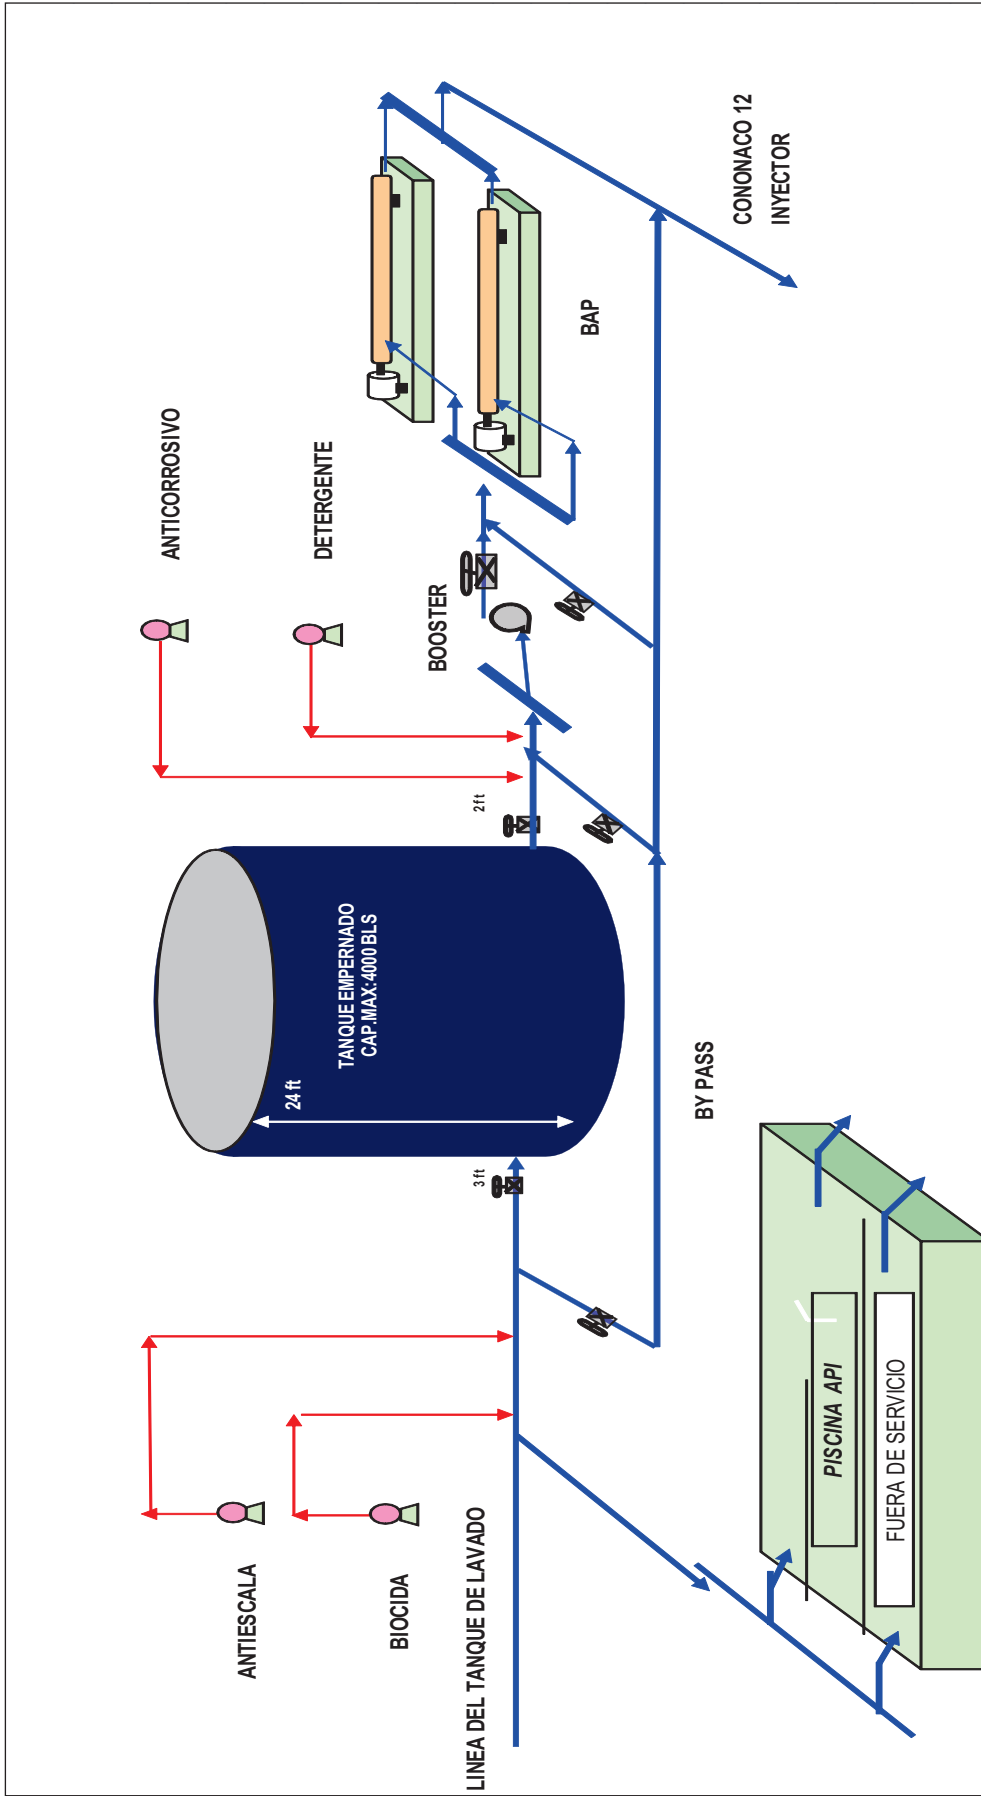 ANTICORROSIVO
DETERGENTE
ANTIESCALA
BIOCIDA
LINEA DEL TANQUE DE LAVADO
3 ft
24 ft
TANQUE EMPERNADO
CAP.MAX:4000 BLS
2 ft
BOOSTER
BAP
CONONACO 12
INYECTOR
BY PASS
PISCINA API
FUERA DE SERVICIO